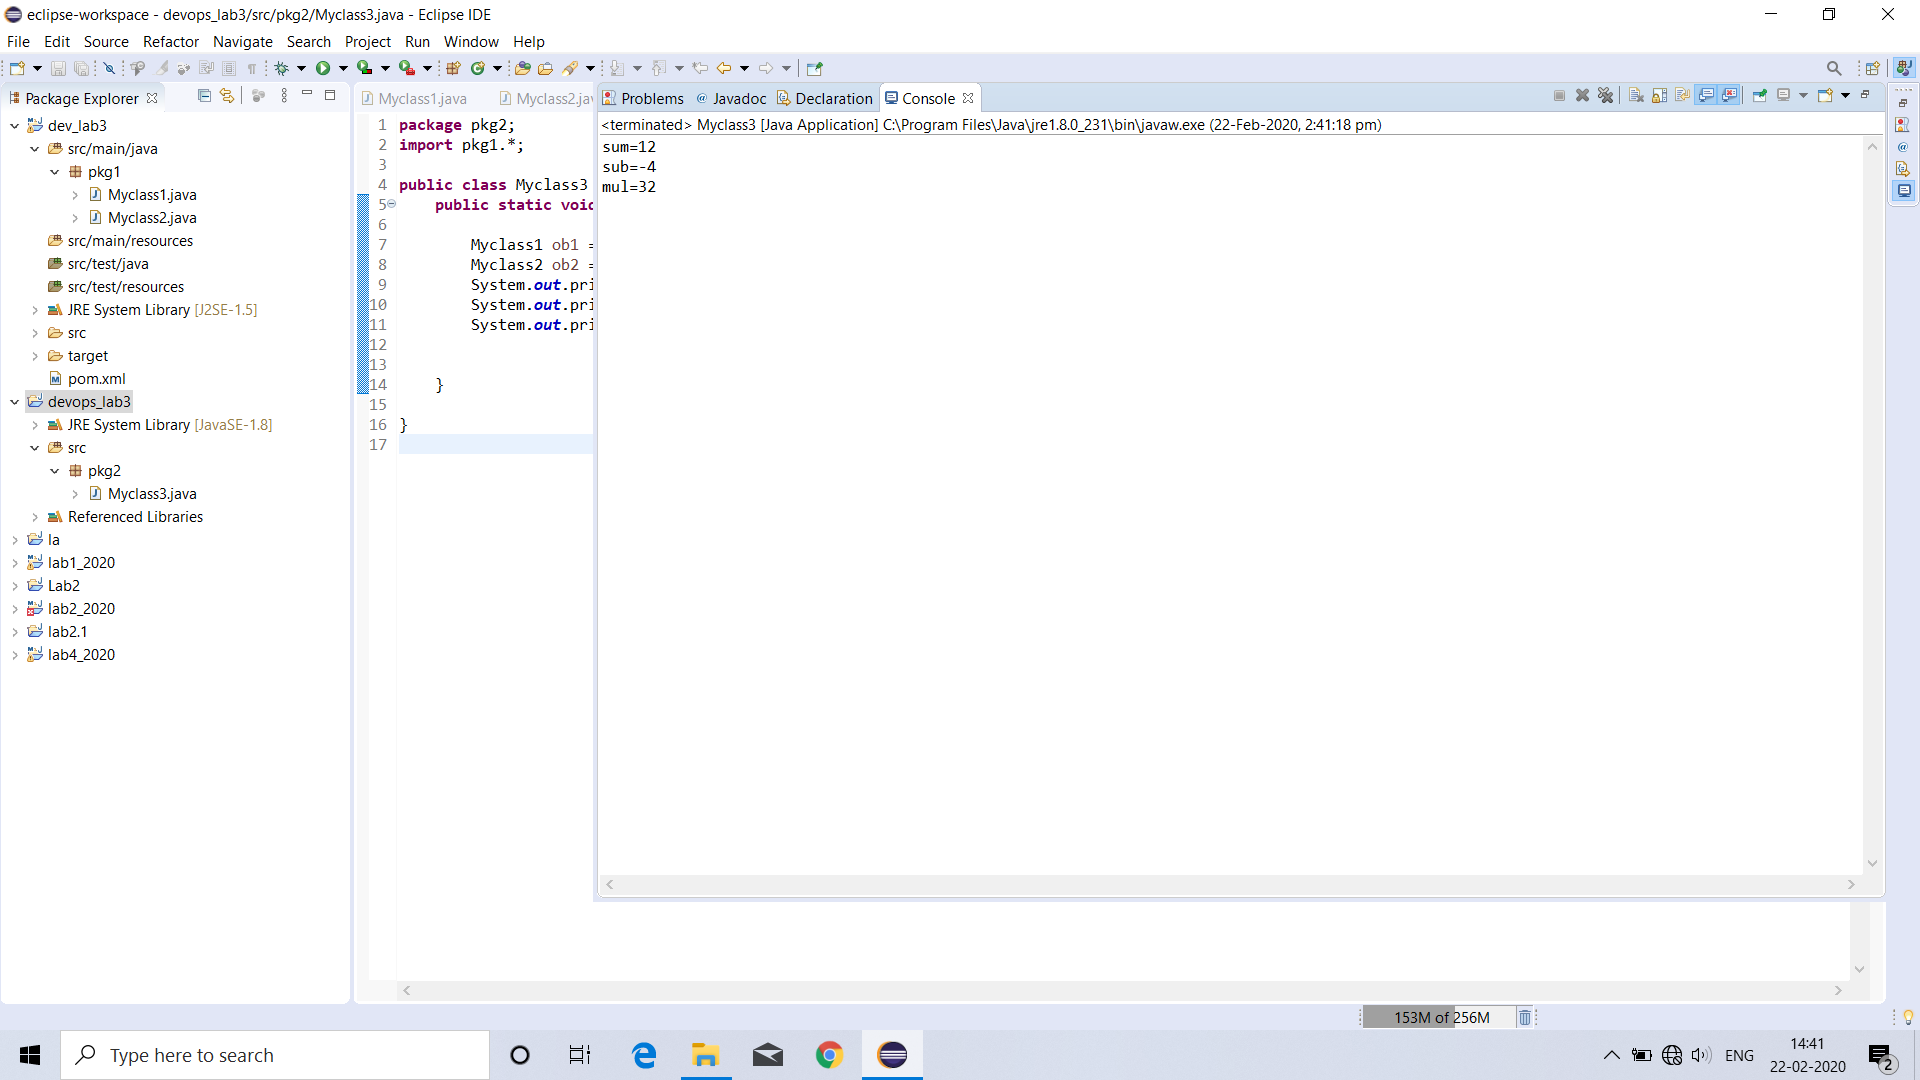 eclipse-workspace - devops_lab3/src/pkg2/Myclass3.java - Eclipse IDE
File Edit Source Refactor Navigate Search Project Run Window Help
Package Explorer
dev_lab3
src/main/java
pkg1
Myclass1.java
Myclass2.java
src/main/resources
src/test/java
src/test/resources
JRE System Library [J2SE-1.5]
src
target
pom.xml
devops_lab3
JRE System Library [JavaSE-1.8]
src
pkg2
Myclass3.java
Referenced Libraries
la
lab1_2020
Lab2
lab2_2020
lab2.1
lab4_2020
Myclass1.java Myclass2.jav
1 package pkg2;
2 import pkg1.*;
3
4 public class Myclass3
5 public static void
6
7 Myclass1 ob1 =
8 Myclass2 ob2 =
9 System.out.pri
10 System.out.pri
11 System.out.pri
12
13
14 }
15
16 }
17
Problems @ Javadoc Declaration Console
<terminated> Myclass3 [Java Application] C:\Program Files\Java\jre1.8.0_231\bin\javaw.exe (22-Feb-2020, 2:41:18 pm)
sum=12
sub=-4
mul=32
153M of 256M
Type here to search
ENG
14:41
22-02-2020
2